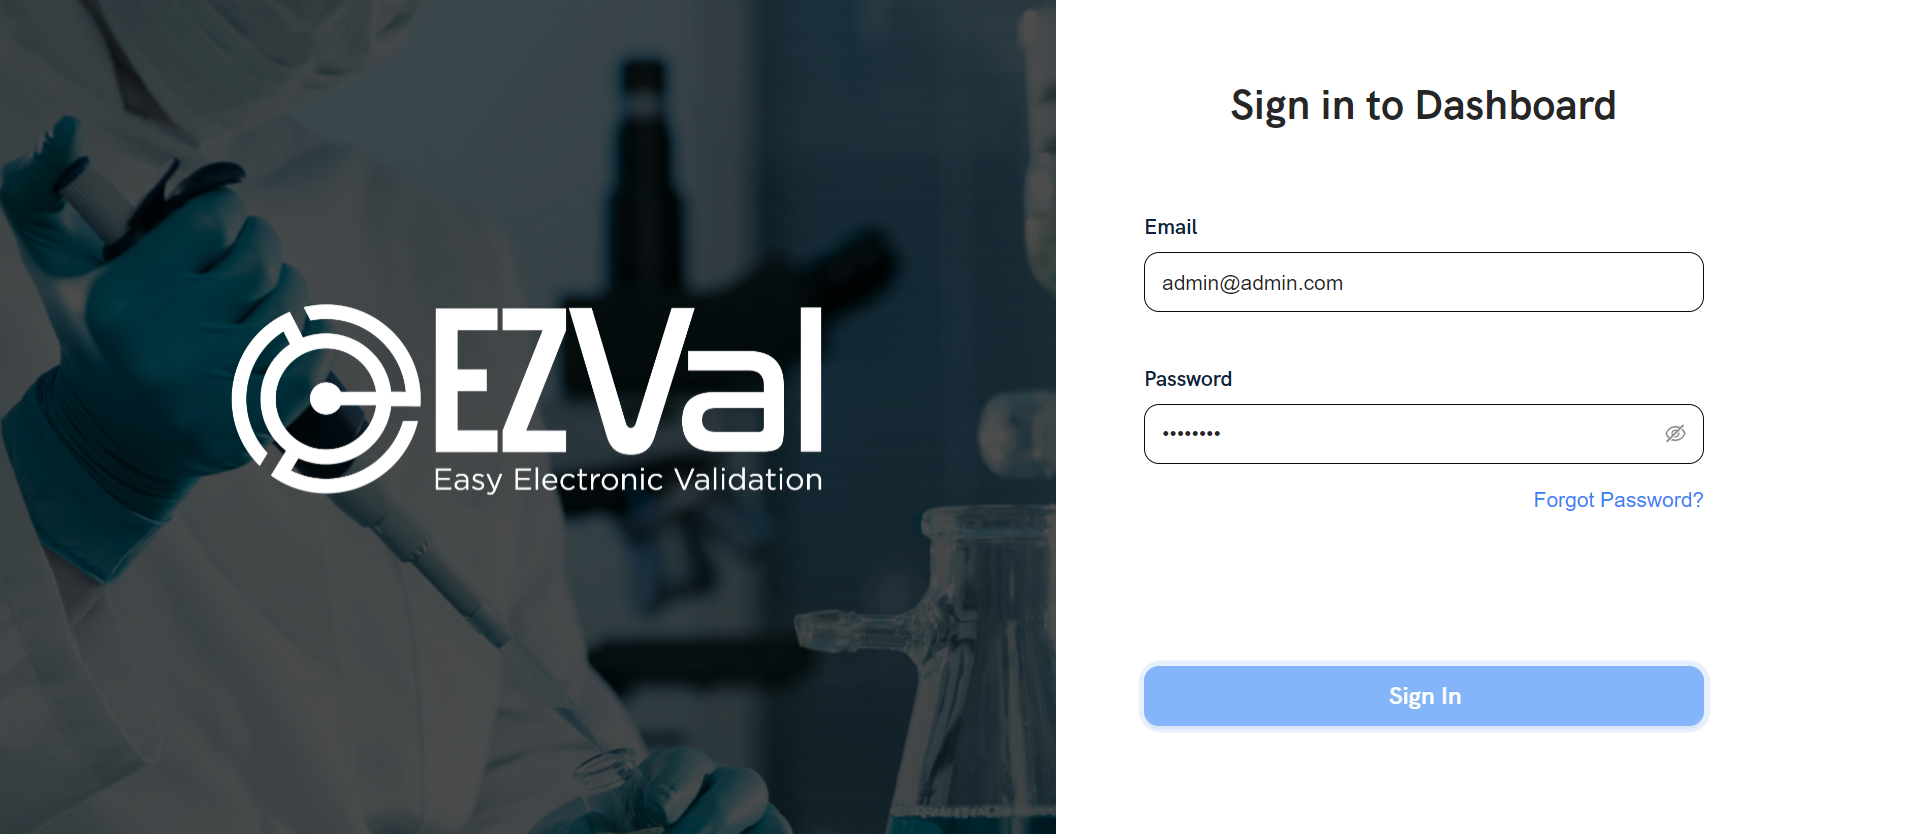 EZVal
Easy Electronic Validation
Sign in to Dashboard
Email
admin@admin.com
Password
••••••••
Forgot Password?
Sign In